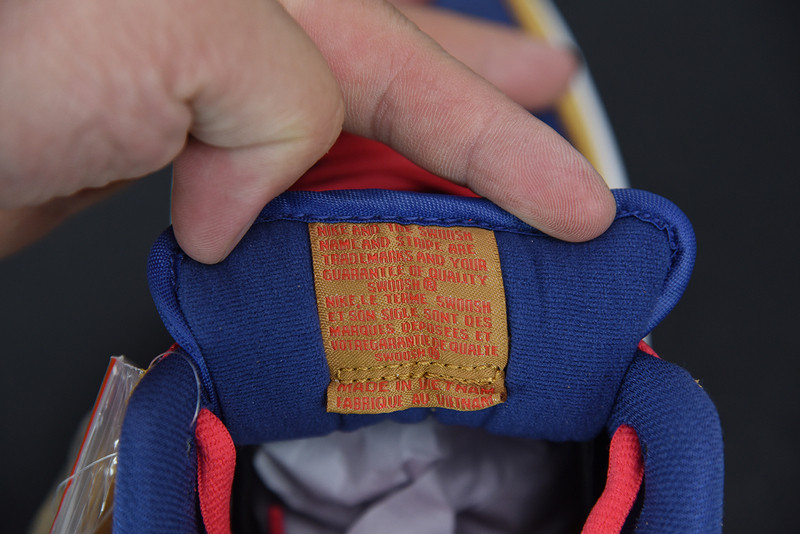 NIKE AND THE SWOOSH
NAME AND STRIPE ARE
TRADEMARKS AND YOUR
GUARANTEE OF QUALITY
SWOOSH®
NIKE, LE TERME SWOOSH
ET SON SIGLE SONT DES
MARQUES DEPOSEES ET
VOTRE GARANTIE DE QUALTE
SWOOSH®
MADE IN VIETNAM
FABRIQUE AU VIETNAM